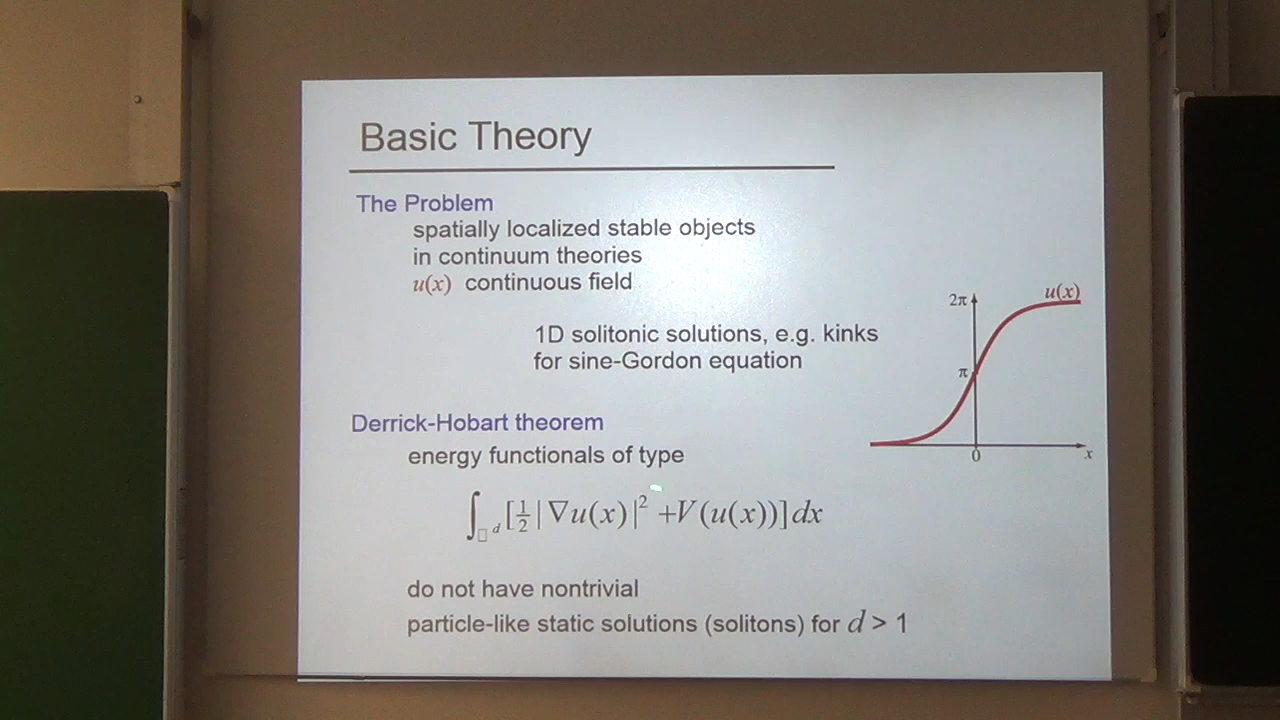 Basic Theory
The Problem
spatially localized stable objects
in continuum theories
u(x) continuous field
1D solitonic solutions, e.g. kinks
for sine-Gordon equation
2π
u(x)
π
0
x
Derrick-Hobart theorem
energy functionals of type
∫_{□^d} [½|∇u(x)|² +V(u(x))]dx
do not have nontrivial
particle-like static solutions (solitons) for d > 1